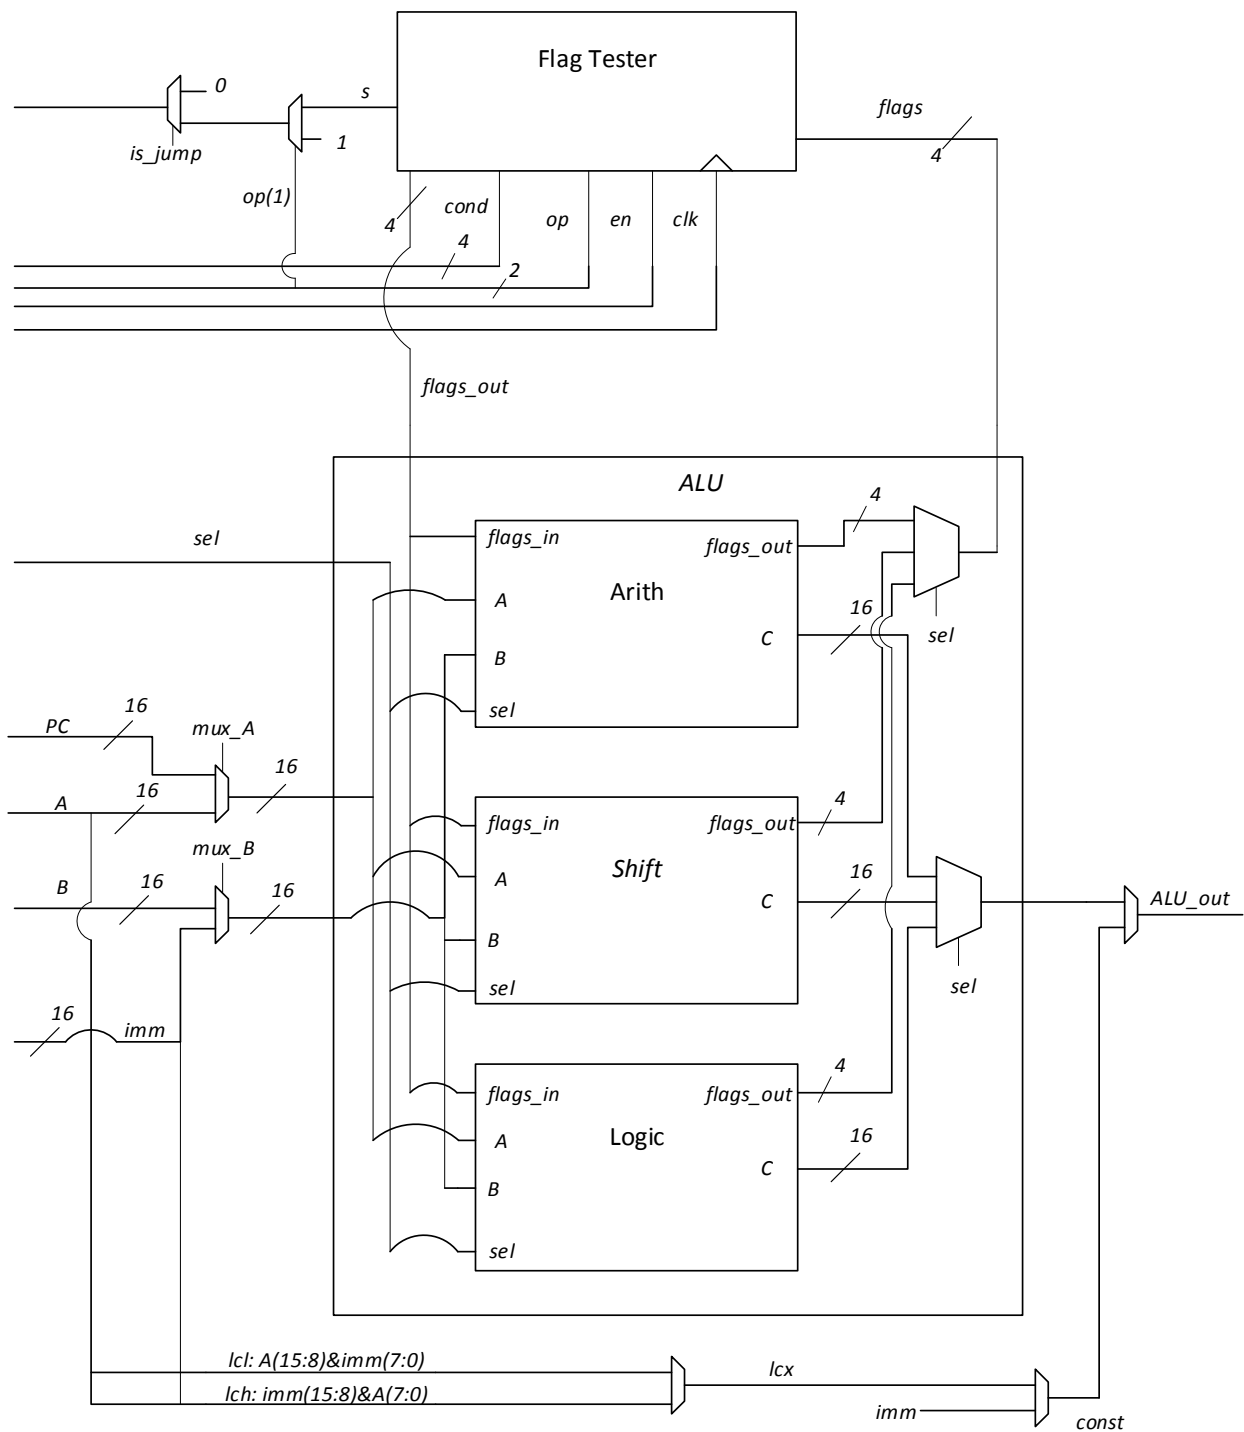 Flag Tester
0
s
flags
1
is_jump
4
op(1)
4
cond
op
en
clk
4
2
flags_out
ALU
4
sel
flags_in
flags_out
Arith
A
16
C
sel
B
sel
16
PC
mux_A
16
16
A
4
flags_in
flags_out
mux_B
Shift
B
16
16
A
C
16
ALU_out
B
sel
sel
16
imm
4
flags_in
flags_out
Logic
A
16
C
B
sel
lcl: A(15:8)&imm(7:0)
lcx
lch: imm(15:8)&A(7:0)
imm
const